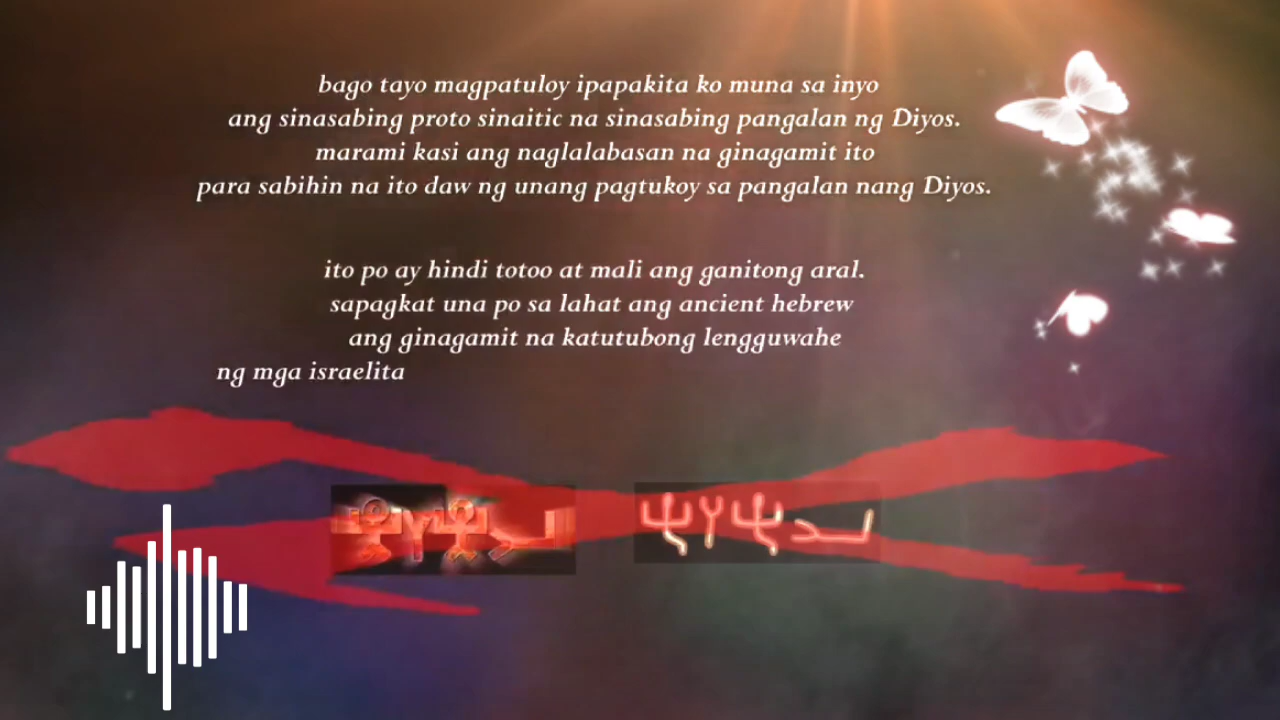 bago tayo magpatuloy ipapakita ko muna sa inyo
ang sinasabing proto sinaitic na sinasabing pangalan ng Diyos.
marami kasi ang naglalabasan na ginagamit ito
para sabihin na ito daw ng unang pagtukoy sa pangalan nang Diyos.
ito po ay hindi totoo at mali ang ganitong aral.
sapagkat una po sa lahat ang ancient hebrew
ang ginagamit na katutubong lengguwahe
ng mga israelita